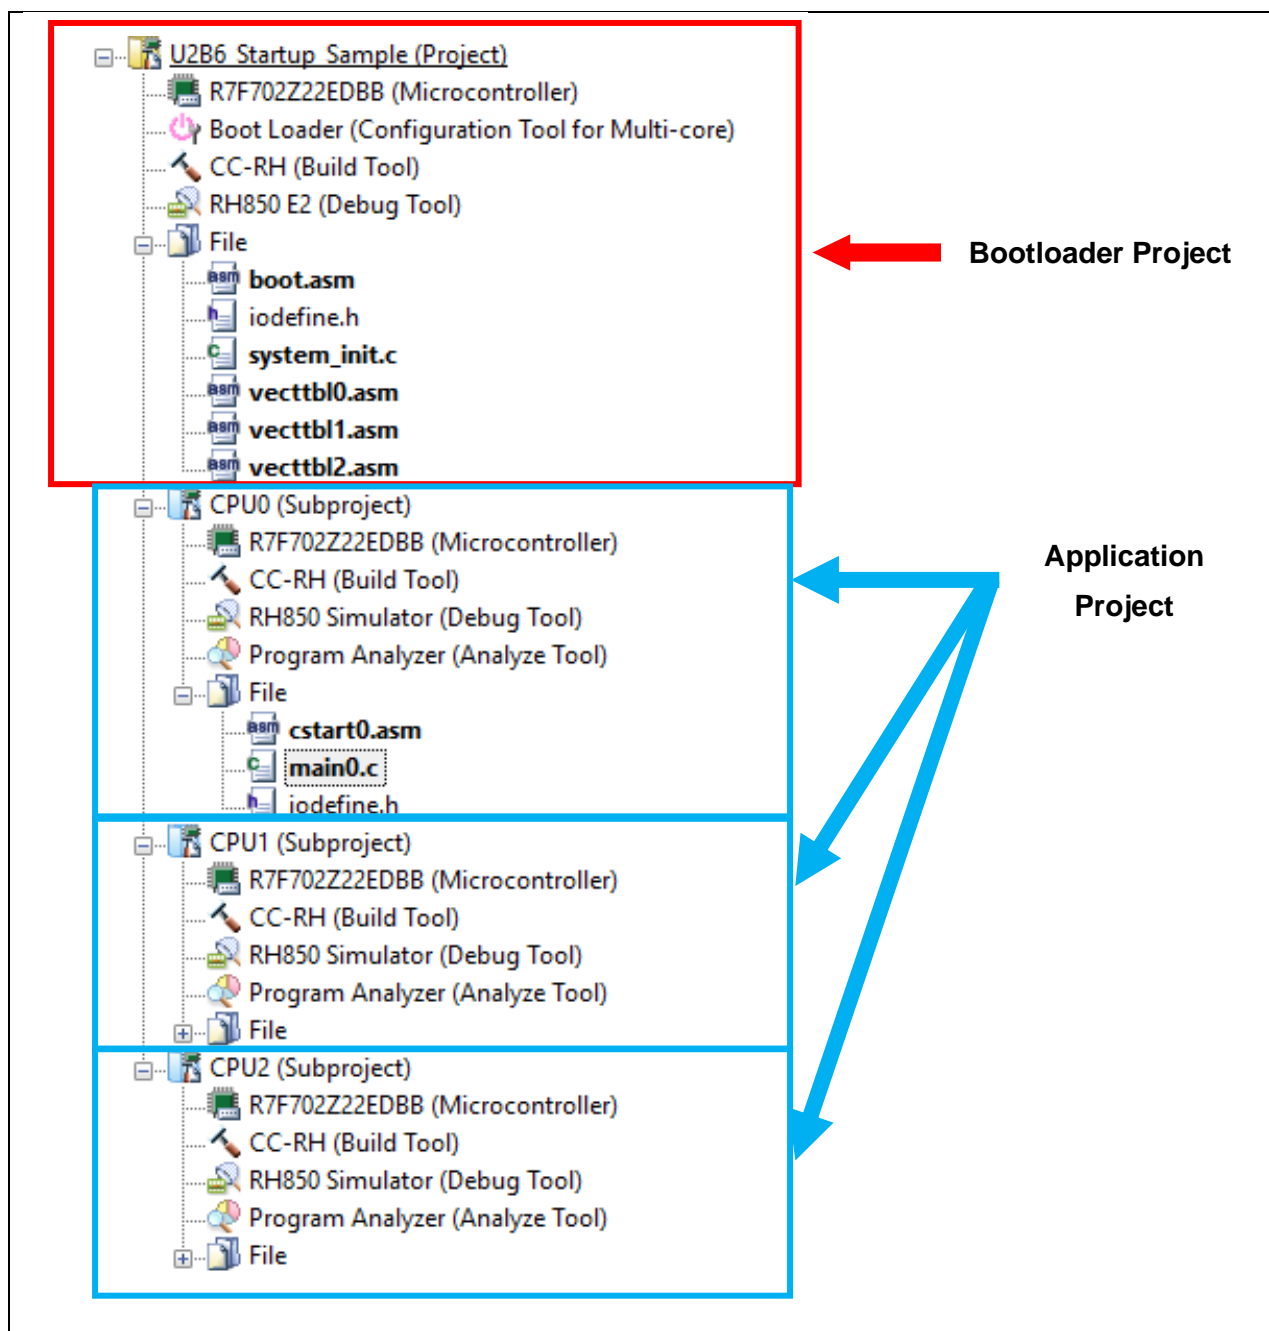 U2B6_Startup_Sample (Project)
R7F702Z22EDBB (Microcontroller)
Boot Loader (Configuration Tool for Multi-core)
CC-RH (Build Tool)
RH850 E2 (Debug Tool)
File
boot.asm
iodefine.h
system_init.c
vecttbl0.asm
vecttbl1.asm
vecttbl2.asm
Bootloader Project
CPU0 (Subproject)
R7F702Z22EDBB (Microcontroller)
CC-RH (Build Tool)
RH850 Simulator (Debug Tool)
Program Analyzer (Analyze Tool)
File
cstart0.asm
main0.c
iodefine.h
CPU1 (Subproject)
R7F702Z22EDBB (Microcontroller)
CC-RH (Build Tool)
RH850 Simulator (Debug Tool)
Program Analyzer (Analyze Tool)
File
CPU2 (Subproject)
R7F702Z22EDBB (Microcontroller)
CC-RH (Build Tool)
RH850 Simulator (Debug Tool)
Program Analyzer (Analyze Tool)
File
Application
Project